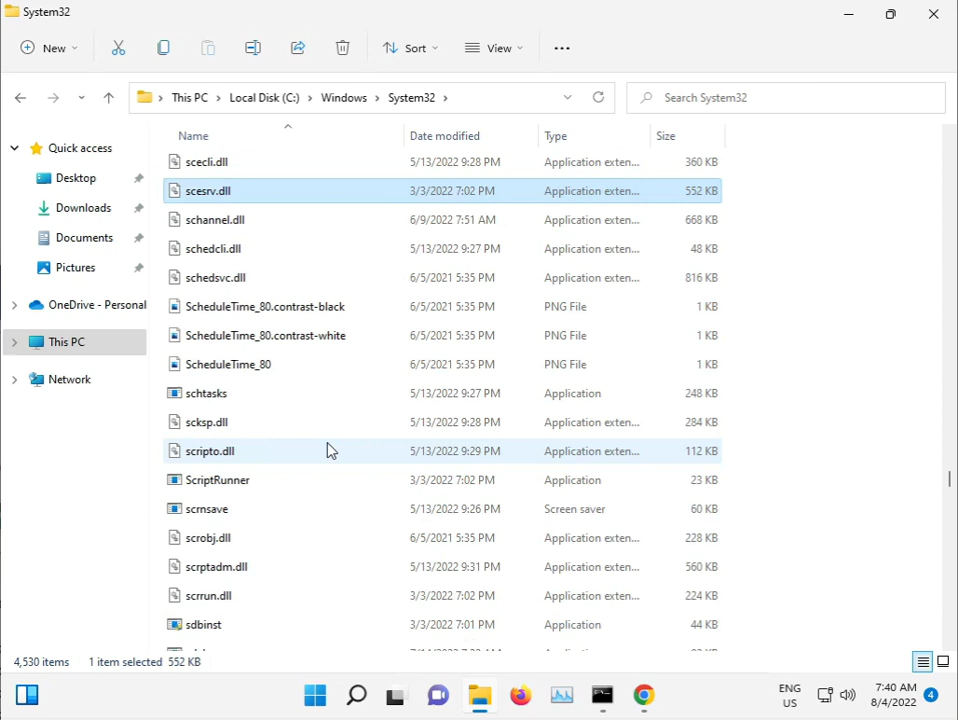 System32
New Sort View
This PC Local Disk (C:) Windows System32 Search System32
Name Date modified Type Size
Quick access
Desktop
Downloads
Documents
Pictures
OneDrive - Personal
This PC
Network
scecli.dll 5/13/2022 9:28 PM Application exten... 360 KB
scesrv.dll 3/3/2022 7:02 PM Application exten... 552 KB
schannel.dll 6/9/2022 7:51 AM Application exten... 668 KB
schedcli.dll 5/13/2022 9:27 PM Application exten... 48 KB
schedsvc.dll 6/5/2021 5:35 PM Application exten... 816 KB
ScheduleTime_80.contrast-black 6/5/2021 5:35 PM PNG File 1 KB
ScheduleTime_80.contrast-white 6/5/2021 5:35 PM PNG File 1 KB
ScheduleTime_80 6/5/2021 5:35 PM PNG File 1 KB
schtasks 5/13/2022 9:27 PM Application 248 KB
scksp.dll 5/13/2022 9:28 PM Application exten... 284 KB
scripto.dll 5/13/2022 9:29 PM Application exten... 112 KB
ScriptRunner 3/3/2022 7:02 PM Application 23 KB
scrnsave 5/13/2022 9:26 PM Screen saver 60 KB
scrobj.dll 6/5/2021 5:35 PM Application exten... 228 KB
scrptadm.dll 5/13/2022 9:31 PM Application exten... 560 KB
scrrun.dll 3/3/2022 7:02 PM Application exten... 224 KB
sdbinst 3/3/2022 7:01 PM Application 44 KB
4,530 items 1 item selected 552 KB
ENG
US
7:40 AM
8/4/2022
4